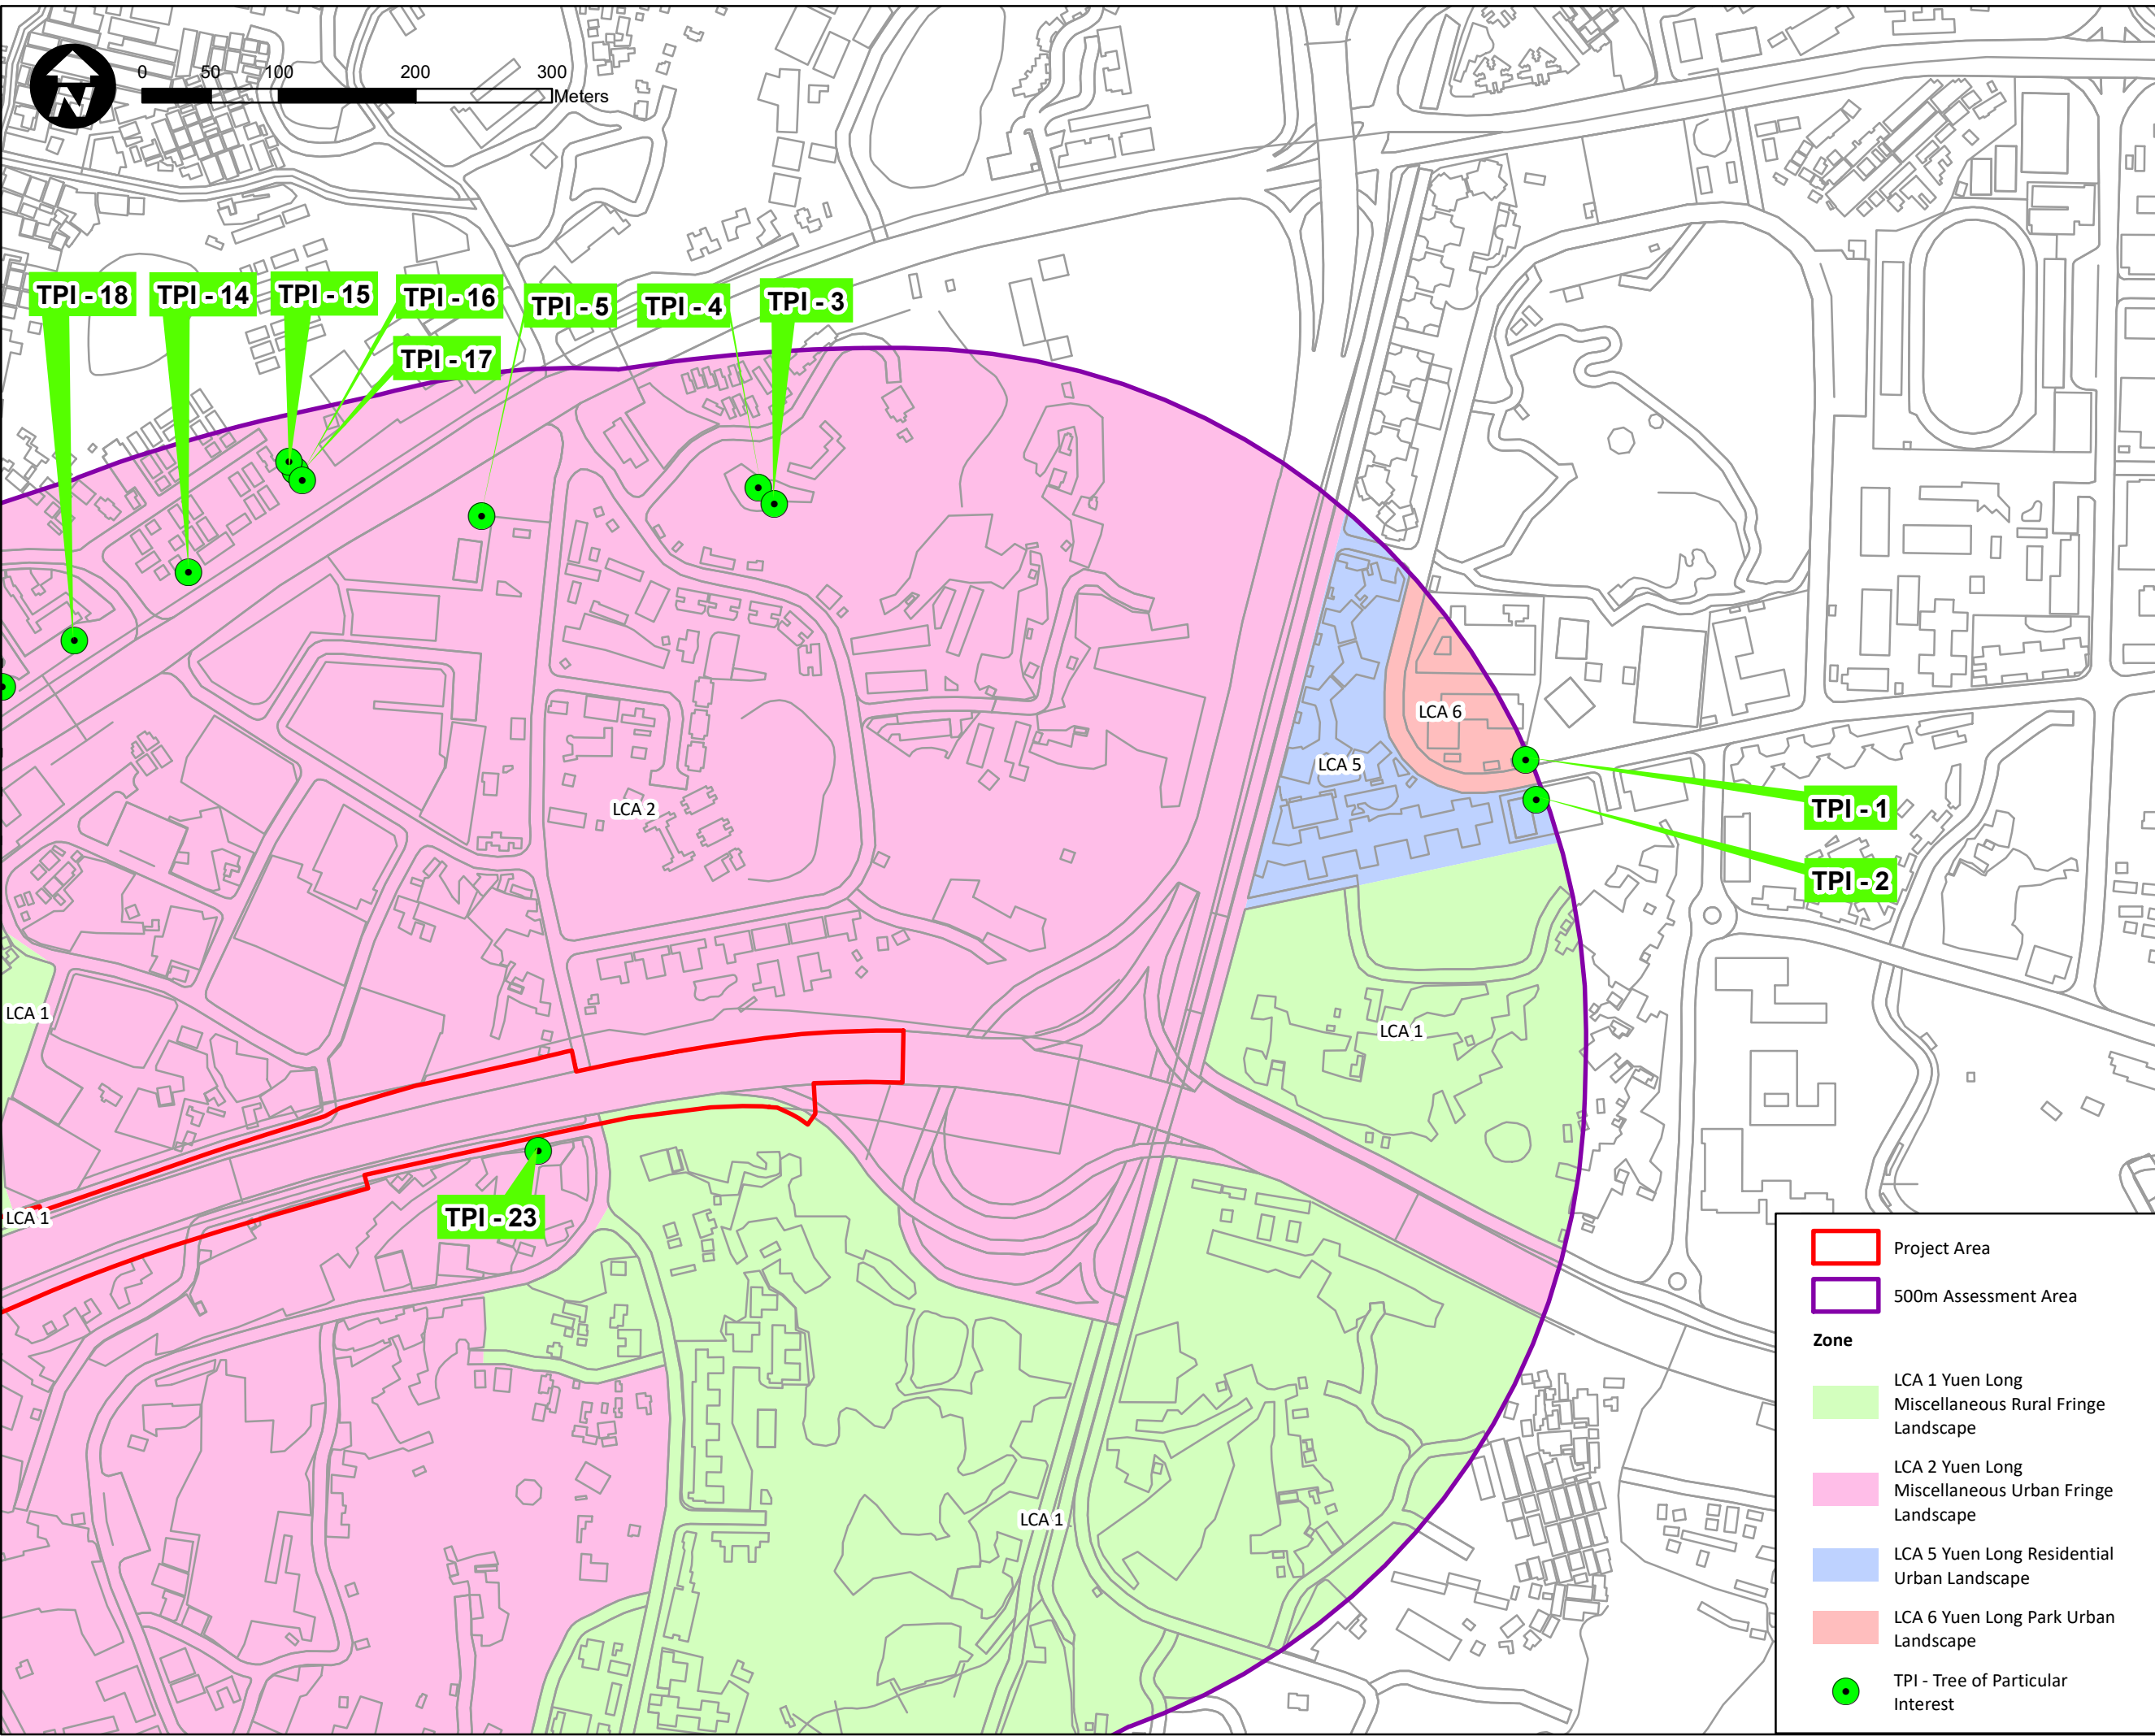 N
0 50 100 200 300
Meters
TPI - 18
TPI - 14
TPI - 15
TPI - 16
TPI - 5
TPI - 4
TPI - 3
TPI - 17
LCA 6
LCA 5
TPI - 1
LCA 2
TPI - 2
LCA 1
LCA 1
LCA 1
TPI - 23
LCA 1
Project Area
500m Assessment Area
Zone
LCA 1 Yuen Long
Miscellaneous Rural Fringe
Landscape
LCA 2 Yuen Long
Miscellaneous Urban Fringe
Landscape
LCA 5 Yuen Long Residential
Urban Landscape
LCA 6 Yuen Long Park Urban
Landscape
TPI - Tree of Particular
Interest